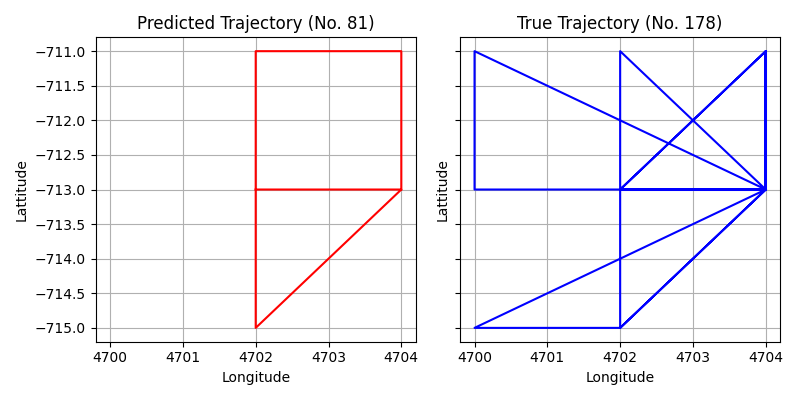 Predicted Trajectory (No. 81)
True Trajectory (No. 178)
Lattitude
−711.0
−711.5
−712.0
−712.5
−713.0
−713.5
−714.0
−714.5
−715.0
4700 4701 4702 4703 4704
Longitude
Lattitude
4700 4701 4702 4703 4704
Longitude